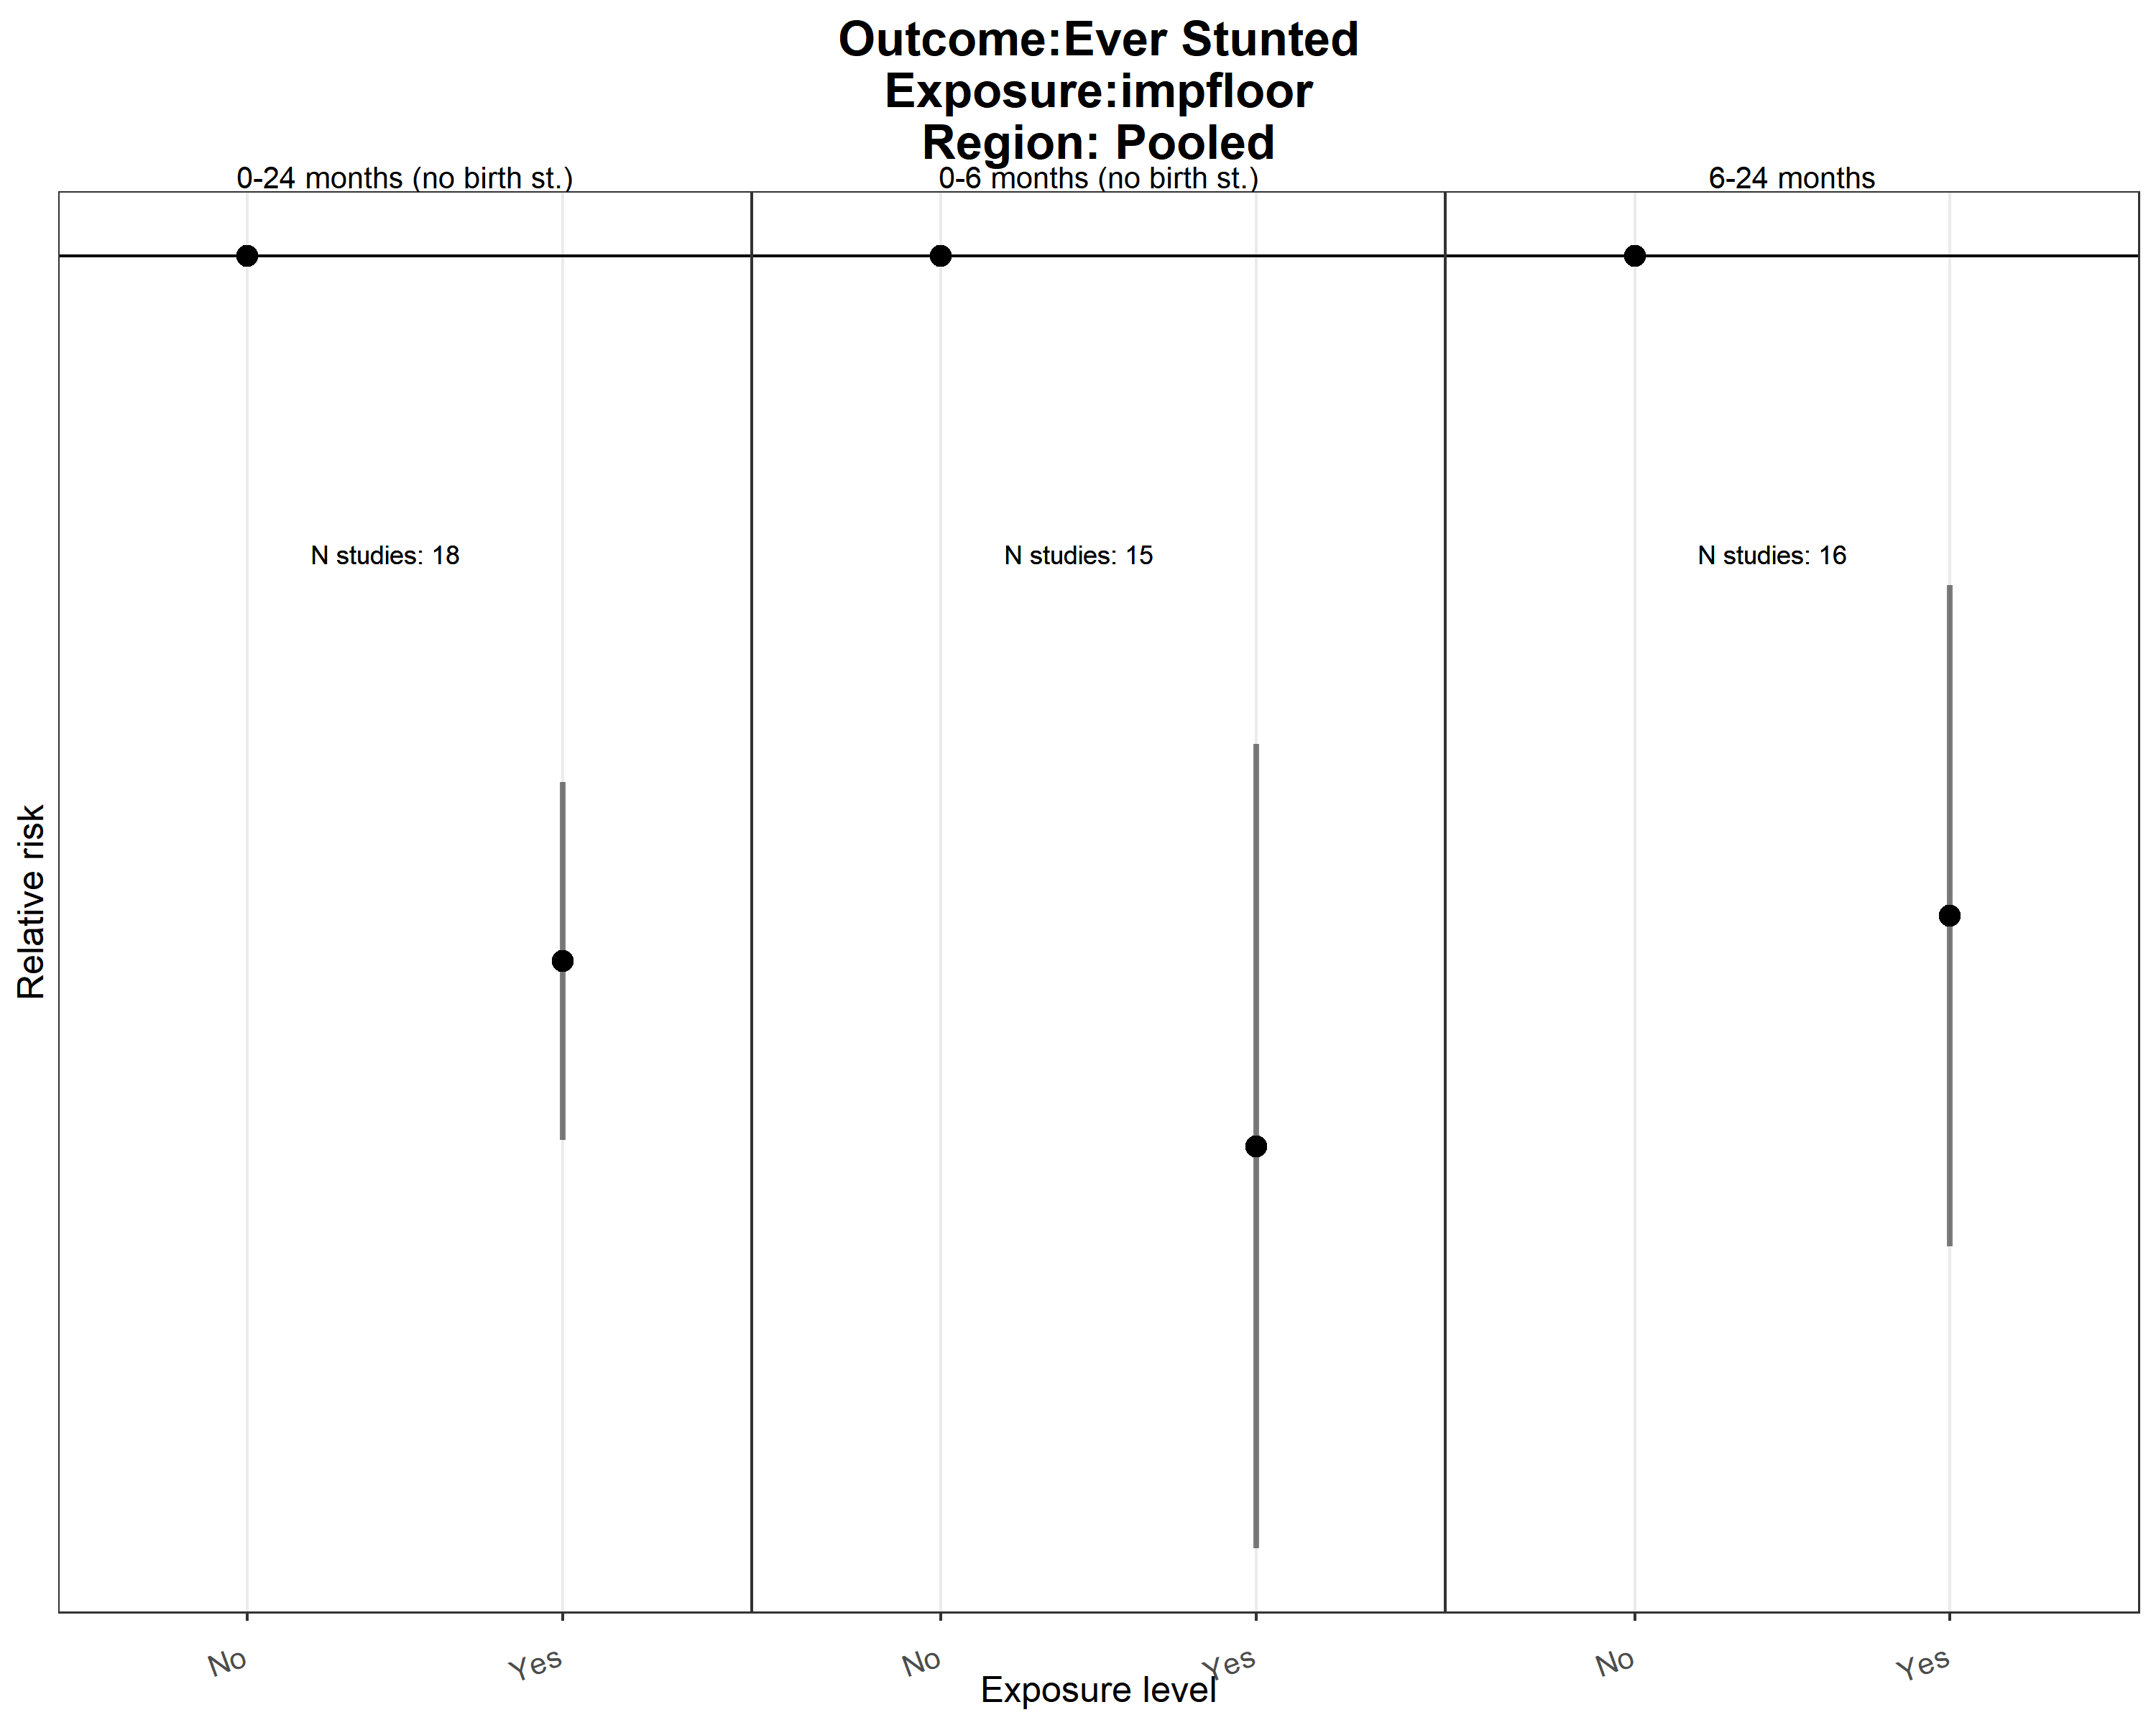 Outcome:Ever Stunted
Exposure:impfloor
Region: Pooled
0-24 months (no birth st.)
0-6 months (no birth st.)
6-24 months
N studies: 18
N studies: 15
N studies: 16
Relative risk
No
Yes
No
Yes
No
Yes
Exposure level